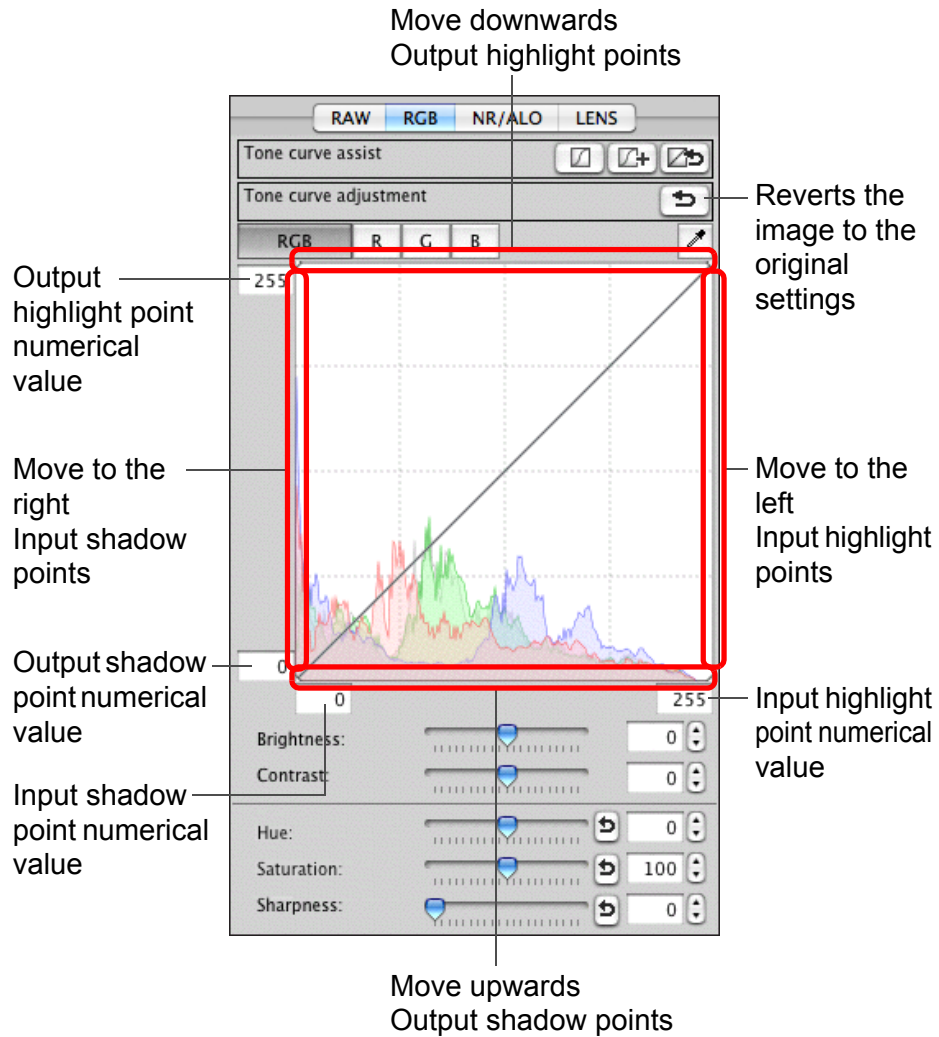 Move downwards
Output highlight points
RAW RGB NR/ALO LENS
Tone curve assist
Tone curve adjustment
Reverts the
image to the
original
settings
RGB R G B
Output
highlight point
numerical
value
255
Move to the
right
Input shadow
points
Move to the
left
Input highlight
points
Output shadow
point numerical
value
0
0
255
Input highlight
point numerical
value
Brightness: 0
Contrast: 0
Input shadow
point numerical
value
Hue: 0
Saturation: 100
Sharpness: 0
Move upwards
Output shadow points